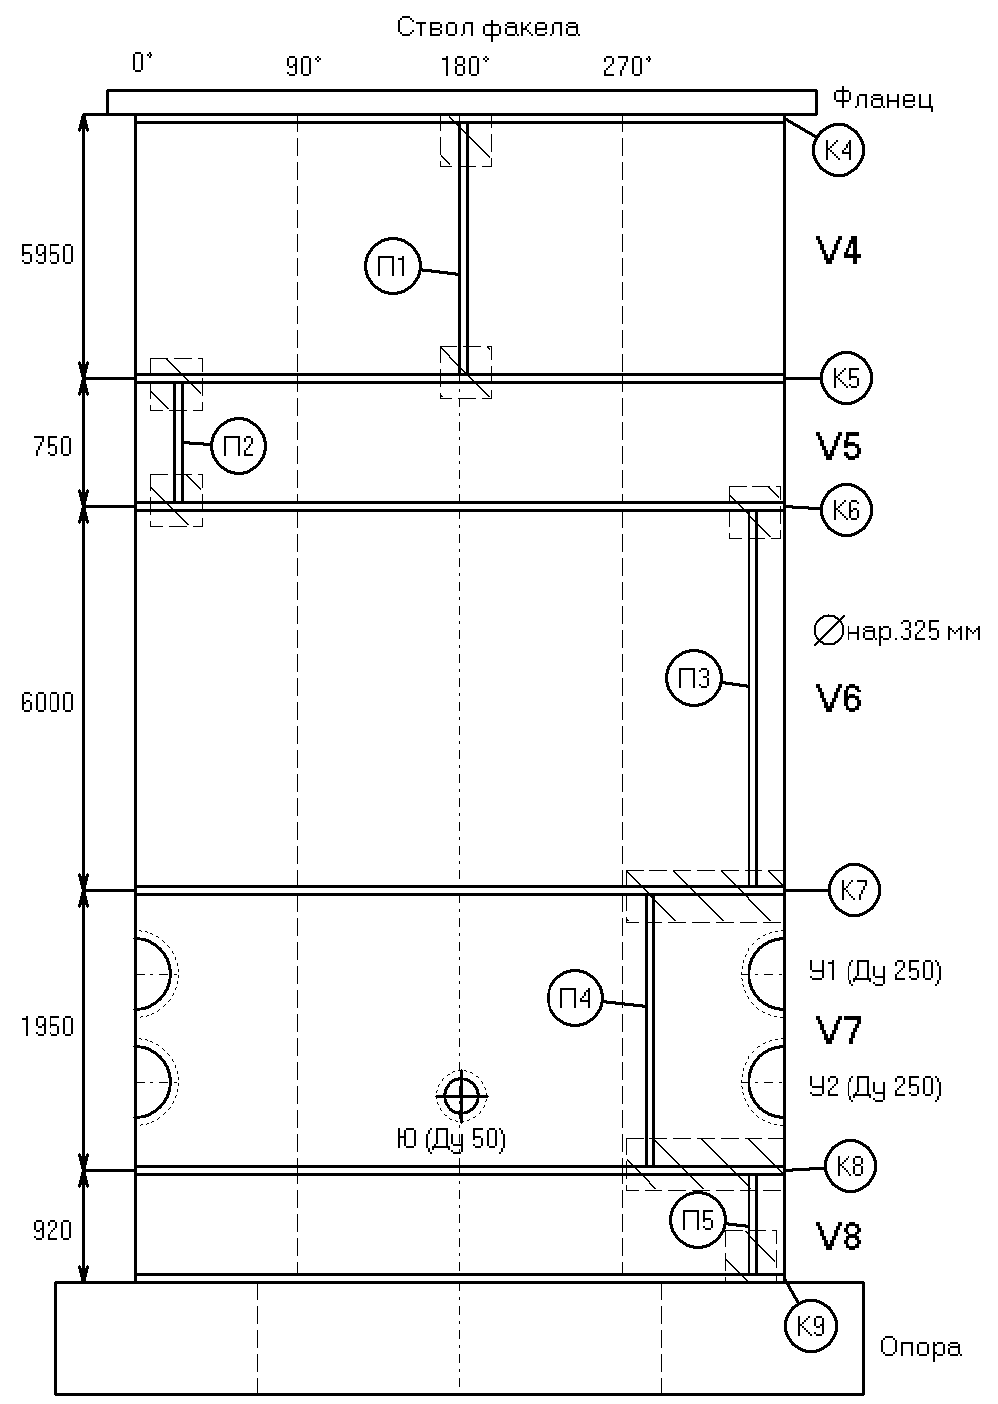 Ствол факела
0° 90° 180° 270°
Фланец
К4
5950
П1
V4
К5
750
П2
V5
К6
⌀нар.325 мм
6000
П3
V6
К7
У1 (Ду 250)
П4
1950
V7
У2 (Ду 250)
Ю (Ду 50)
К8
920
П5
V8
К9
Опора